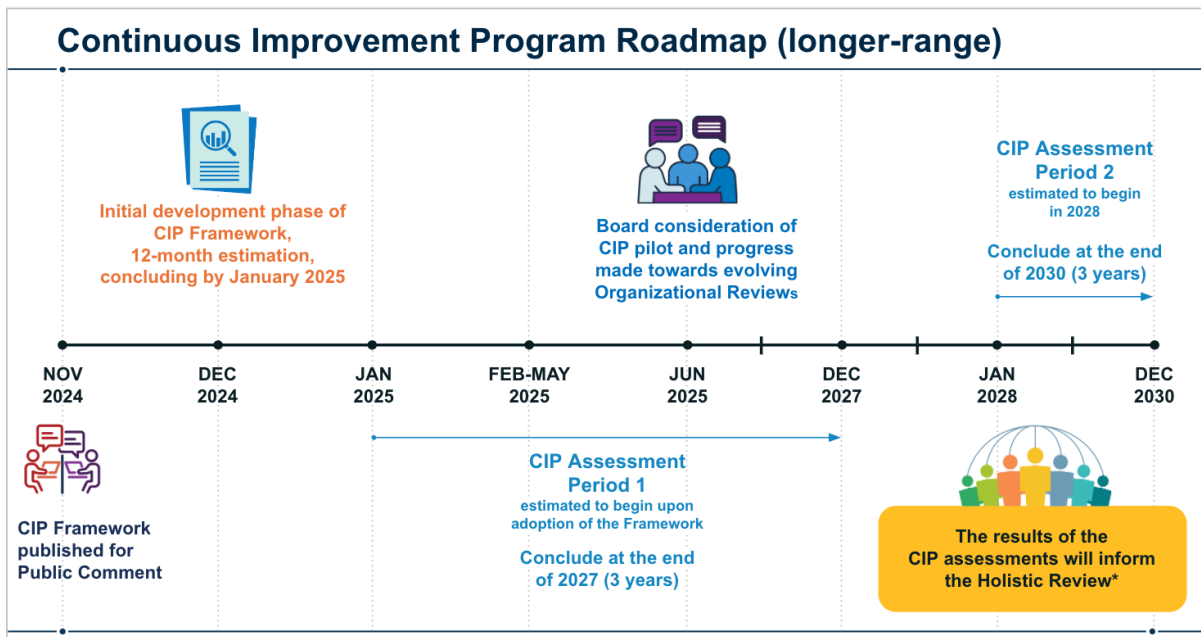 Continuous Improvement Program Roadmap (longer-range)
Initial development phase of
CIP Framework,
12-month estimation,
concluding by January 2025
Board consideration of
CIP pilot and progress
made towards evolving
Organizational Reviews
CIP Assessment
Period 2
estimated to begin
in 2028
Conclude at the end
of 2030 (3 years)
NOV
2024
DEC
2024
JAN
2025
FEB-MAY
2025
JUN
2025
DEC
2027
JAN
2028
DEC
2030
CIP Framework
published for
Public Comment
CIP Assessment
Period 1
estimated to begin upon
adoption of the Framework
Conclude at the end
of 2027 (3 years)
The results of the
CIP assessments will inform
the Holistic Review*